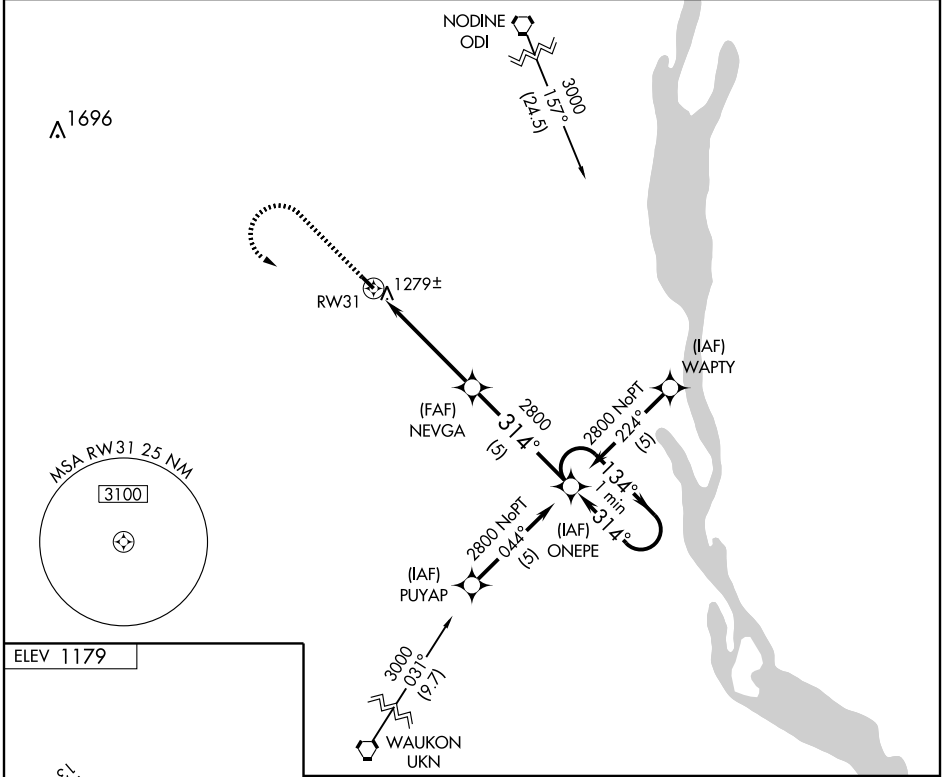 NODINE
ODI
3000
157°
(24.5)
1696
RW31
1279±
(IAF)
WAPTY
2800 NoPT
224°
(5)
(FAF)
NEVGA
2800
314°
(5)
134°
1 min
314°
(IAF)
ONEPE
MSA RW31 25 NM
3100
2800 NoPT
044°
(5)
(IAF)
PUYAP
3000
031°
(9.7)
WAUKON
UKN
ELEV 1179